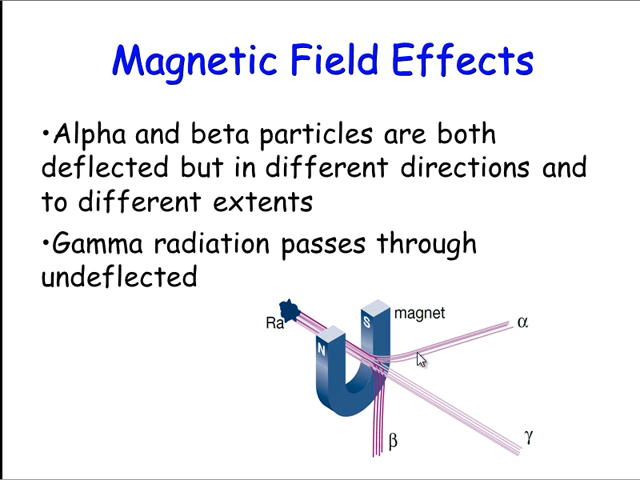 Magnetic Field Effects
•Alpha and beta particles are both
deflected but in different directions and
to different extents
•Gamma radiation passes through
undeflected
Ra
N
S
magnet
α
β
γ